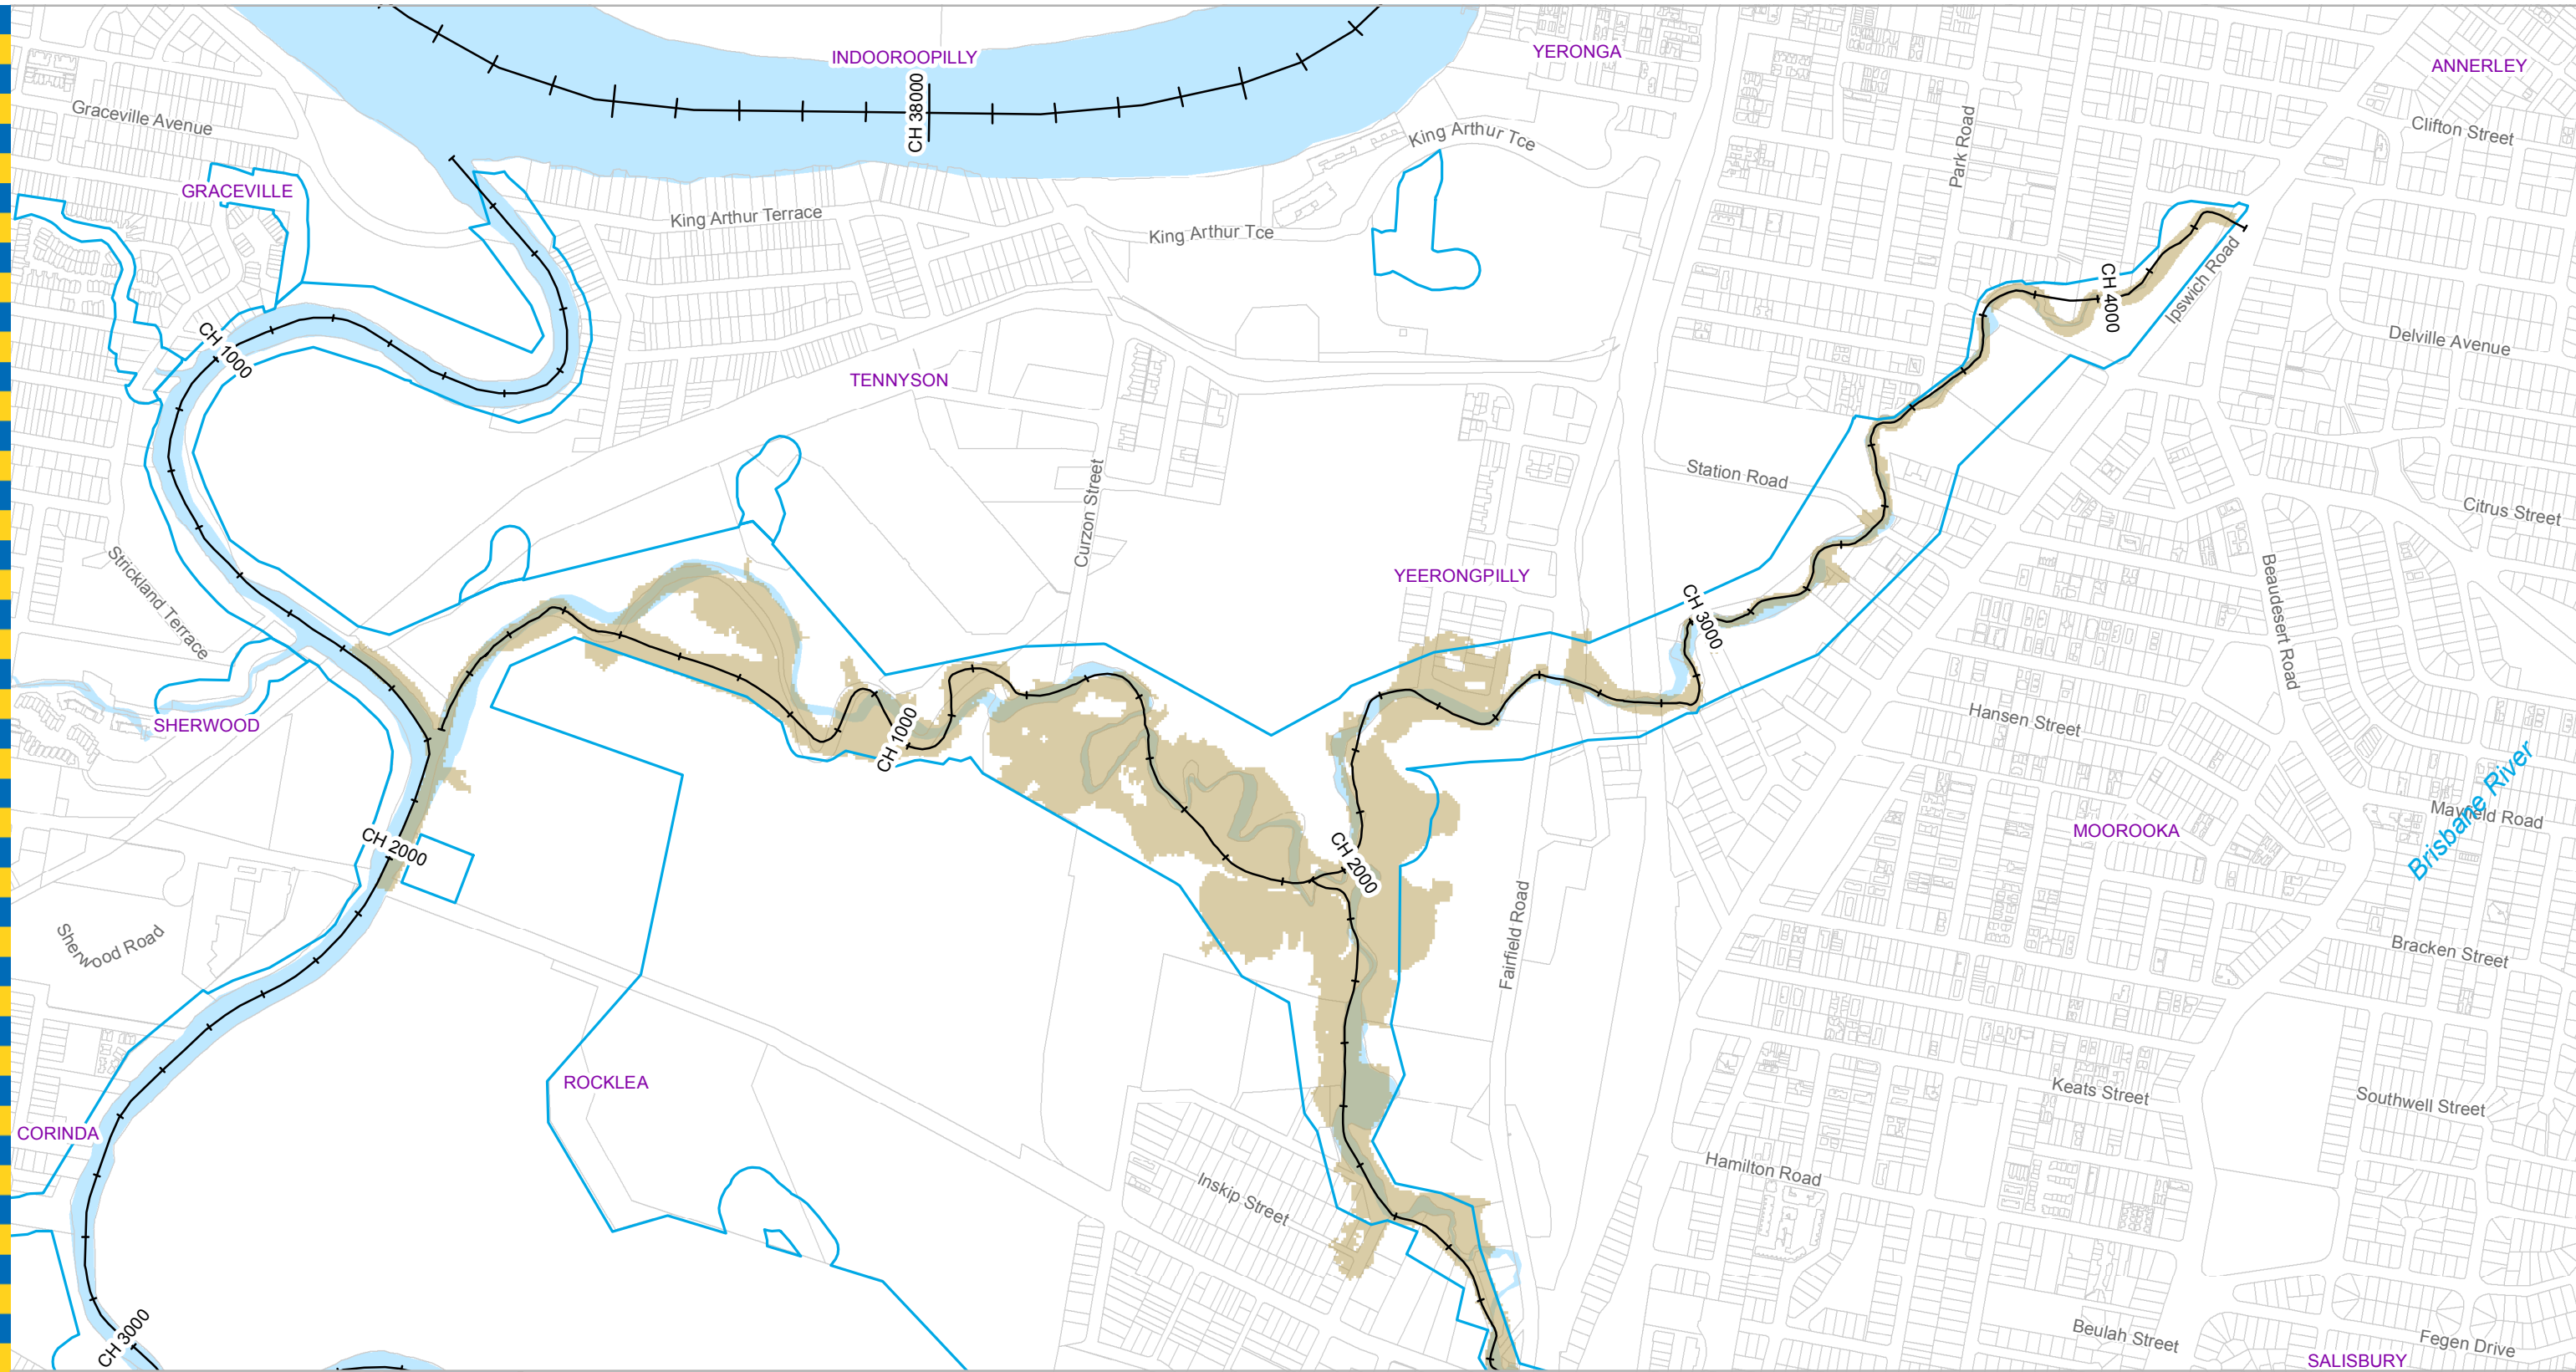 YERONGA
INDOOROOPILLY
ANNERLEY
CH 38000
Graceville Avenue
Clifton Street
King Arthur Tce
Park Road
GRACEVILLE
King Arthur Terrace
King Arthur Tce
Ipswich Road
CH 4000
Delville Avenue
CH 1000
TENNYSON
Station Road
Curzon Street
Citrus Street
YEERONGPILLY
Strickland Terrace
CH 3000
Beaudesert Road
SHERWOOD
Hansen Street
CH 1000
Brisbane River
Mayfield Road
MOOROOKA
CH 2000
CH 2000
Fairfield Road
Sherwood Road
Bracken Street
ROCKLEA
Keats Street
Southwell Street
CORINDA
Hamilton Road
Inskip Street
CH 3000
Beulah Street
Fegen Drive
SALISBURY